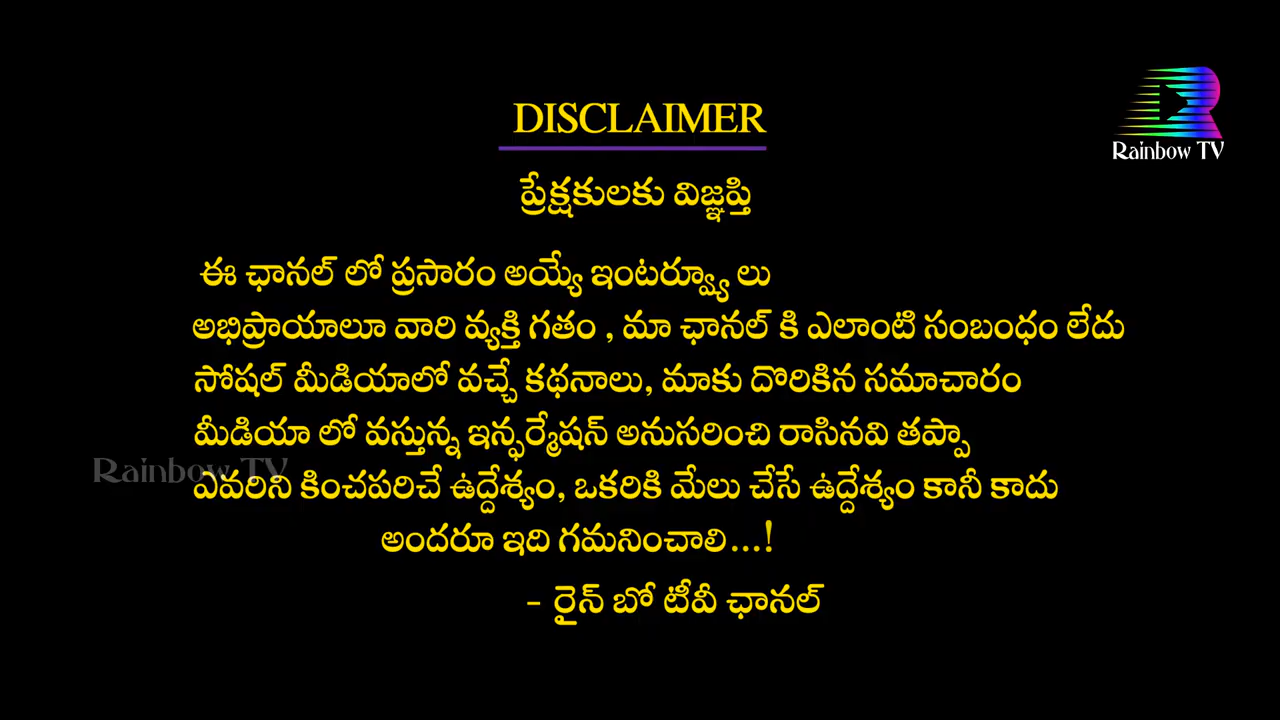 DISCLAIMER
Rainbow TV
ప్రేక్షకులకు విజ్ఞప్తి
ఈ ఛానల్ లో ప్రసారం అయ్యే ఇంటర్వ్యూ లు
అభిప్రాయాలూ వారి వ్యక్తి గతం , మా ఛానల్ కి ఎలాంటి సంబంధం లేదు
సోషల్ మీడియాలో వచ్చే కథనాలు, మాకు దొరికిన సమాచారం
మీడియా లో వస్తున్న ఇన్ఫర్మేషన్ అనుసరించి రాసినవి తప్పా
Rainbow TV
ఎవరిని కించపరిచే ఉద్దేశ్యం, ఒకరికి మేలు చేసే ఉద్దేశ్యం కానీ కాదు
అందరూ ఇది గమనించాలి...!
- రైన్ బో టీవీ ఛానల్